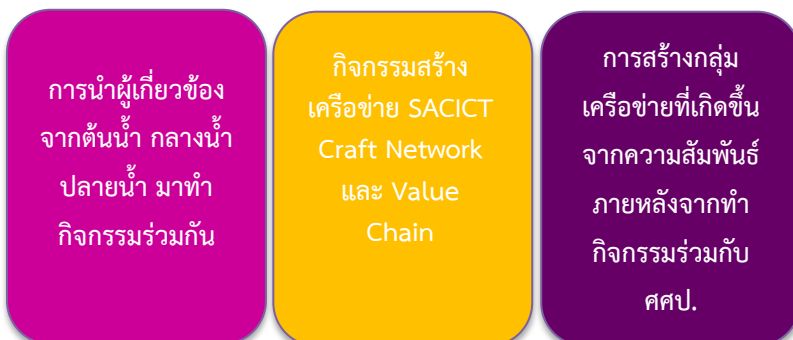 การนำผู้เกี่ยวข้อง
จากต้นน้ำ กลางน้ำ
ปลายน้ำ มาทำ
กิจกรรมร่วมกัน
กิจกรรมสร้าง
เครือข่าย SACICT
Craft Network
และ Value
Chain
การสร้างกลุ่ม
เครือข่ายที่เกิดขึ้น
จากความสัมพันธ์
ภายหลังจากทำ
กิจกรรมร่วมกับ
ศศป.